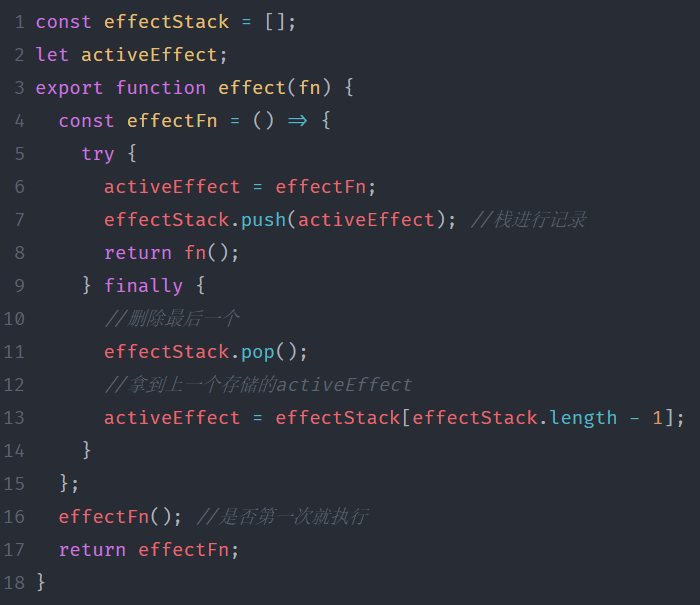 1 const effectStack = [];
2 let activeEffect;
3 export function effect(fn) {
4   const effectFn = () => {
5     try {
6       activeEffect = effectFn;
7       effectStack.push(activeEffect); //栈进行记录
8       return fn();
9     } finally {
10       //删除最后一个
11       effectStack.pop();
12       //拿到上一个存储的activeEffect
13       activeEffect = effectStack[effectStack.length - 1];
14     }
15   };
16   effectFn(); //是否第一次就执行
17   return effectFn;
18 }